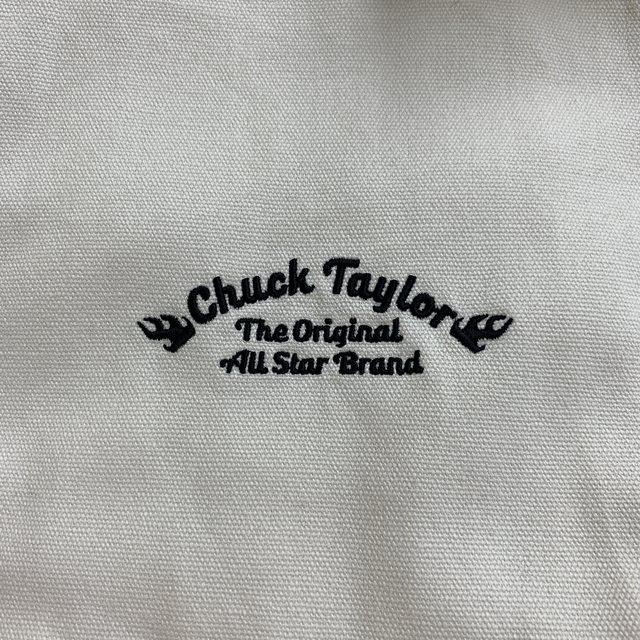 Chuck Taylor
The Original
All Star Brand